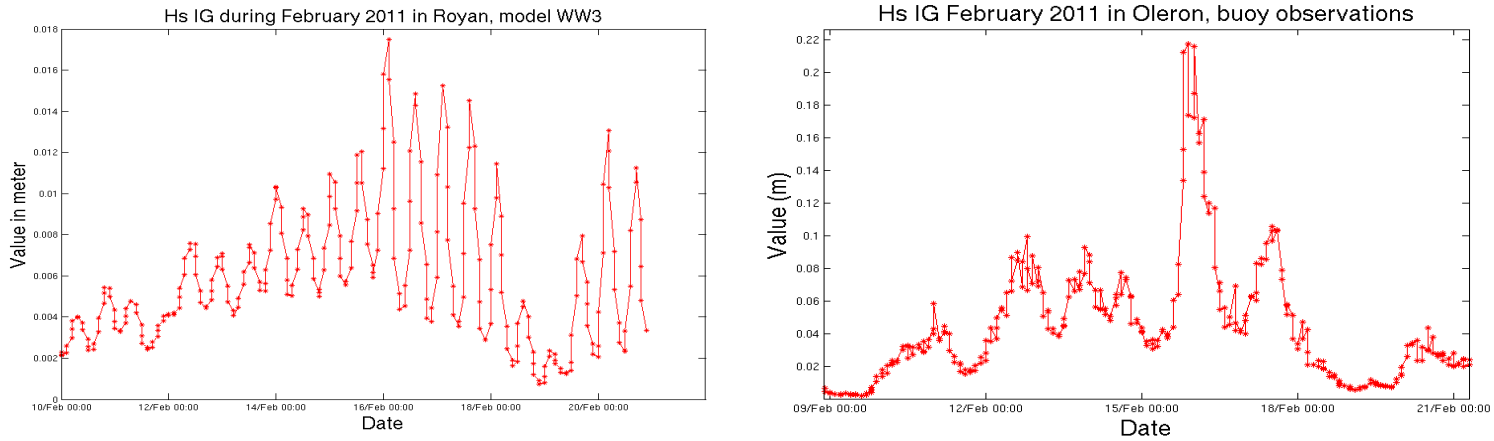 Hs IG during February 2011 in Royan, model WW3
Value in meter
0.018
0.016
0.014
0.012
0.01
0.008
0.006
0.004
0.002
0
10/Feb 00:00 12/Feb 00:00 14/Feb 00:00 16/Feb 00:00 18/Feb 00:00 20/Feb 00:00
Date
Hs IG February 2011 in Oleron, buoy observations
Value (m)
0.22
0.2
0.18
0.16
0.14
0.12
0.1
0.08
0.06
0.04
0.02
09/Feb 00:00 12/Feb 00:00 15/Feb 00:00 18/Feb 00:00 21/Feb 00:00
Date